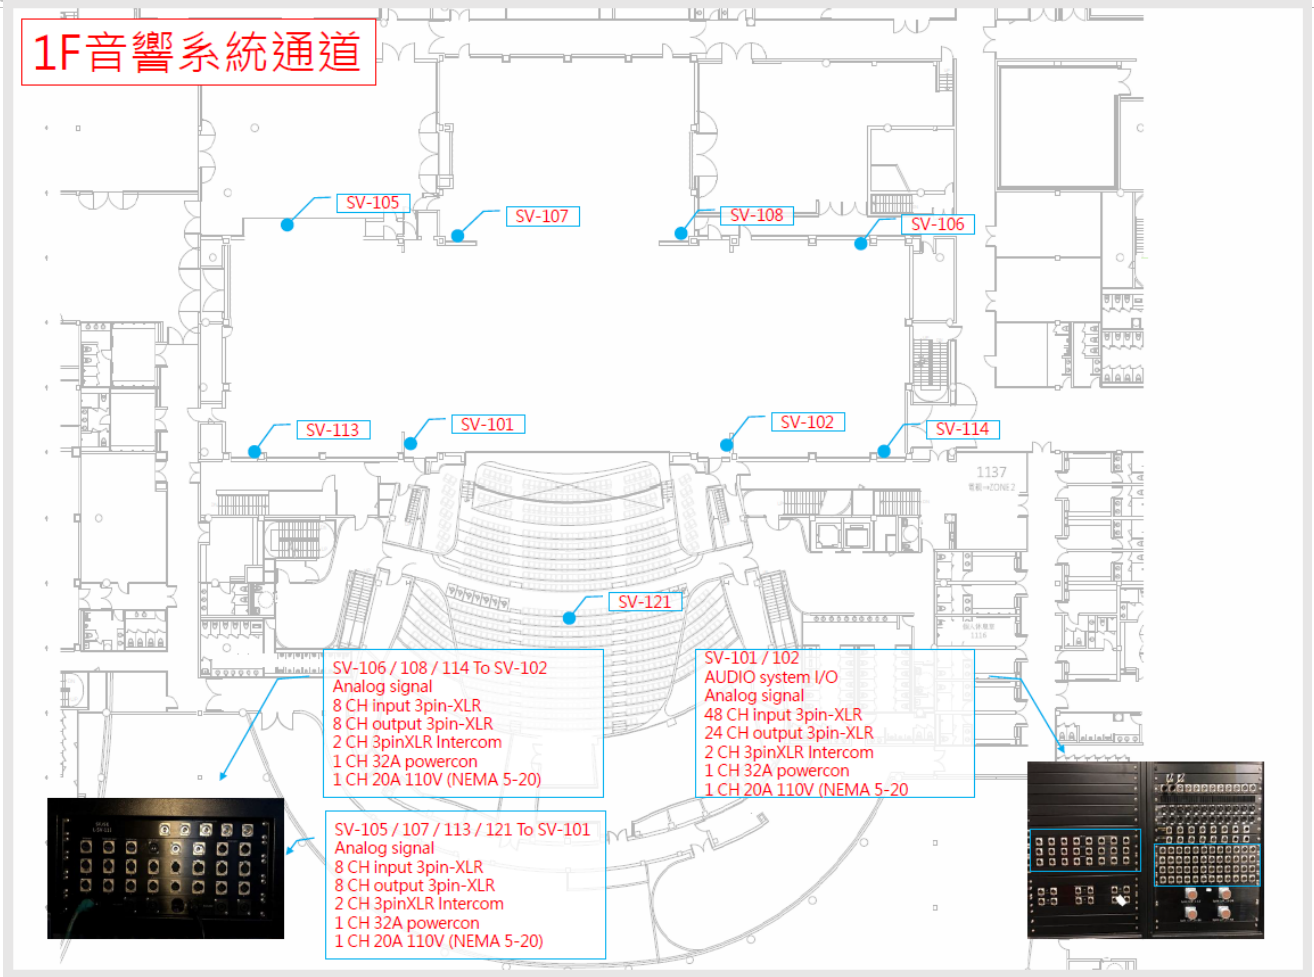 1F音響系統通道
SV-105
SV-107
SV-108
SV-106
SV-113
SV-101
SV-102
SV-114
1137
SV-121
1116
SV-106 / 108 / 114 To SV-102
Analog signal
8 CH input 3pin-XLR
8 CH output 3pin-XLR
2 CH 3pinXLR Intercom
1 CH 32A powercon
1 CH 20A 110V (NEMA 5-20)
SV-101 / 102
AUDIO system I/O
Analog signal
48 CH input 3pin-XLR
24 CH output 3pin-XLR
2 CH 3pinXLR Intercom
1 CH 32A powercon
1 CH 20A 110V (NEMA 5-20
SV-105 / 107 / 113 / 121 To SV-101
Analog signal
8 CH input 3pin-XLR
8 CH output 3pin-XLR
2 CH 3pinXLR Intercom
1 CH 32A powercon
1 CH 20A 110V (NEMA 5-20)